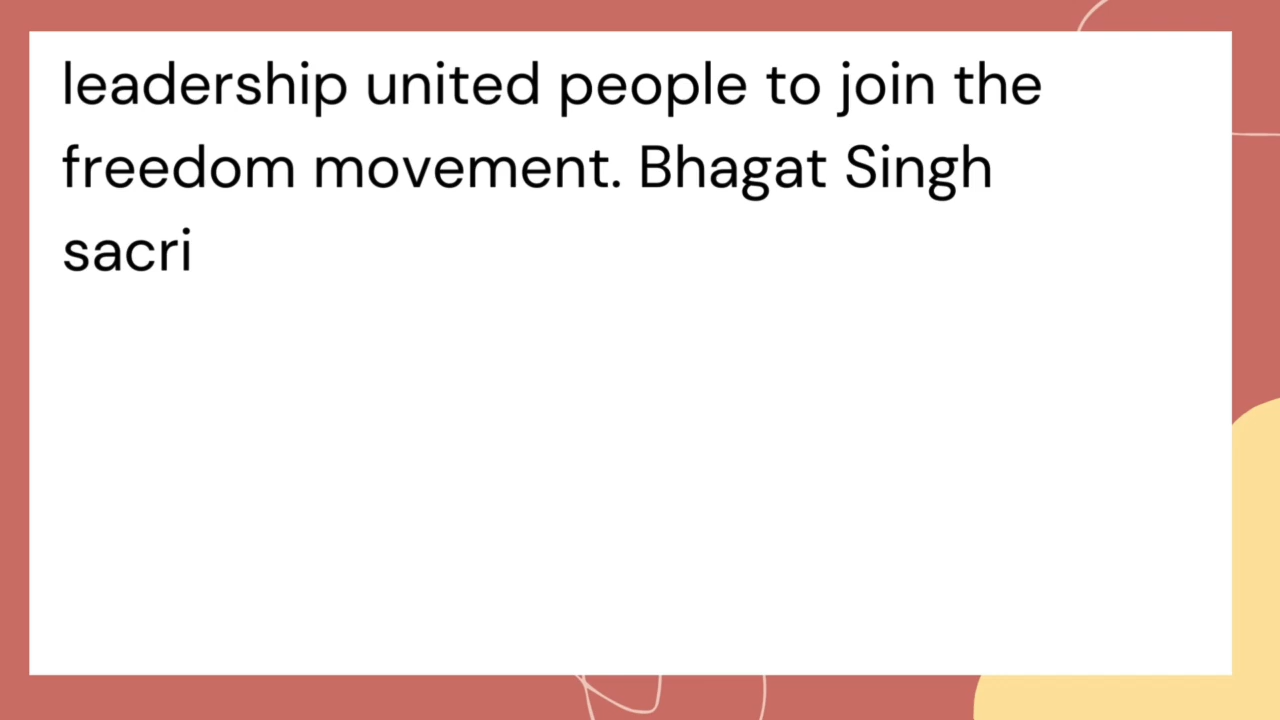 leadership united people to join the
freedom movement. Bhagat Singh
sacri